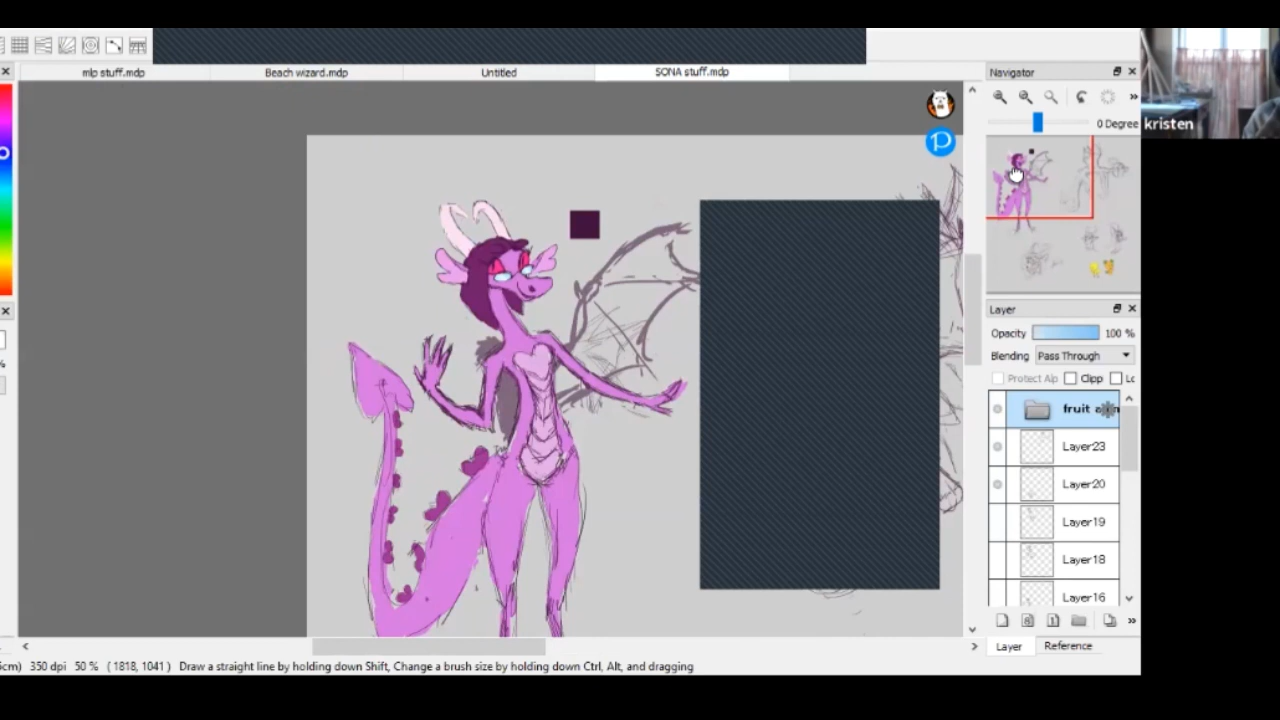 mlp stuff.mdp
Beach wizard.mdp
Untitled
SONA stuff.mdp
Navigator
0 Degree
kristen
Layer
Opacity 100 %
Blending Pass Through
Protect Alp Clipp Lc
fruit
Layer23
Layer20
Layer19
Layer18
Layer16
Layer Reference
5cm) 350 dpi 50 % ( 1818, 1041 ) Draw a straight line by holding down Shift, Change a brush size by holding down Ctrl, Alt, and dragging